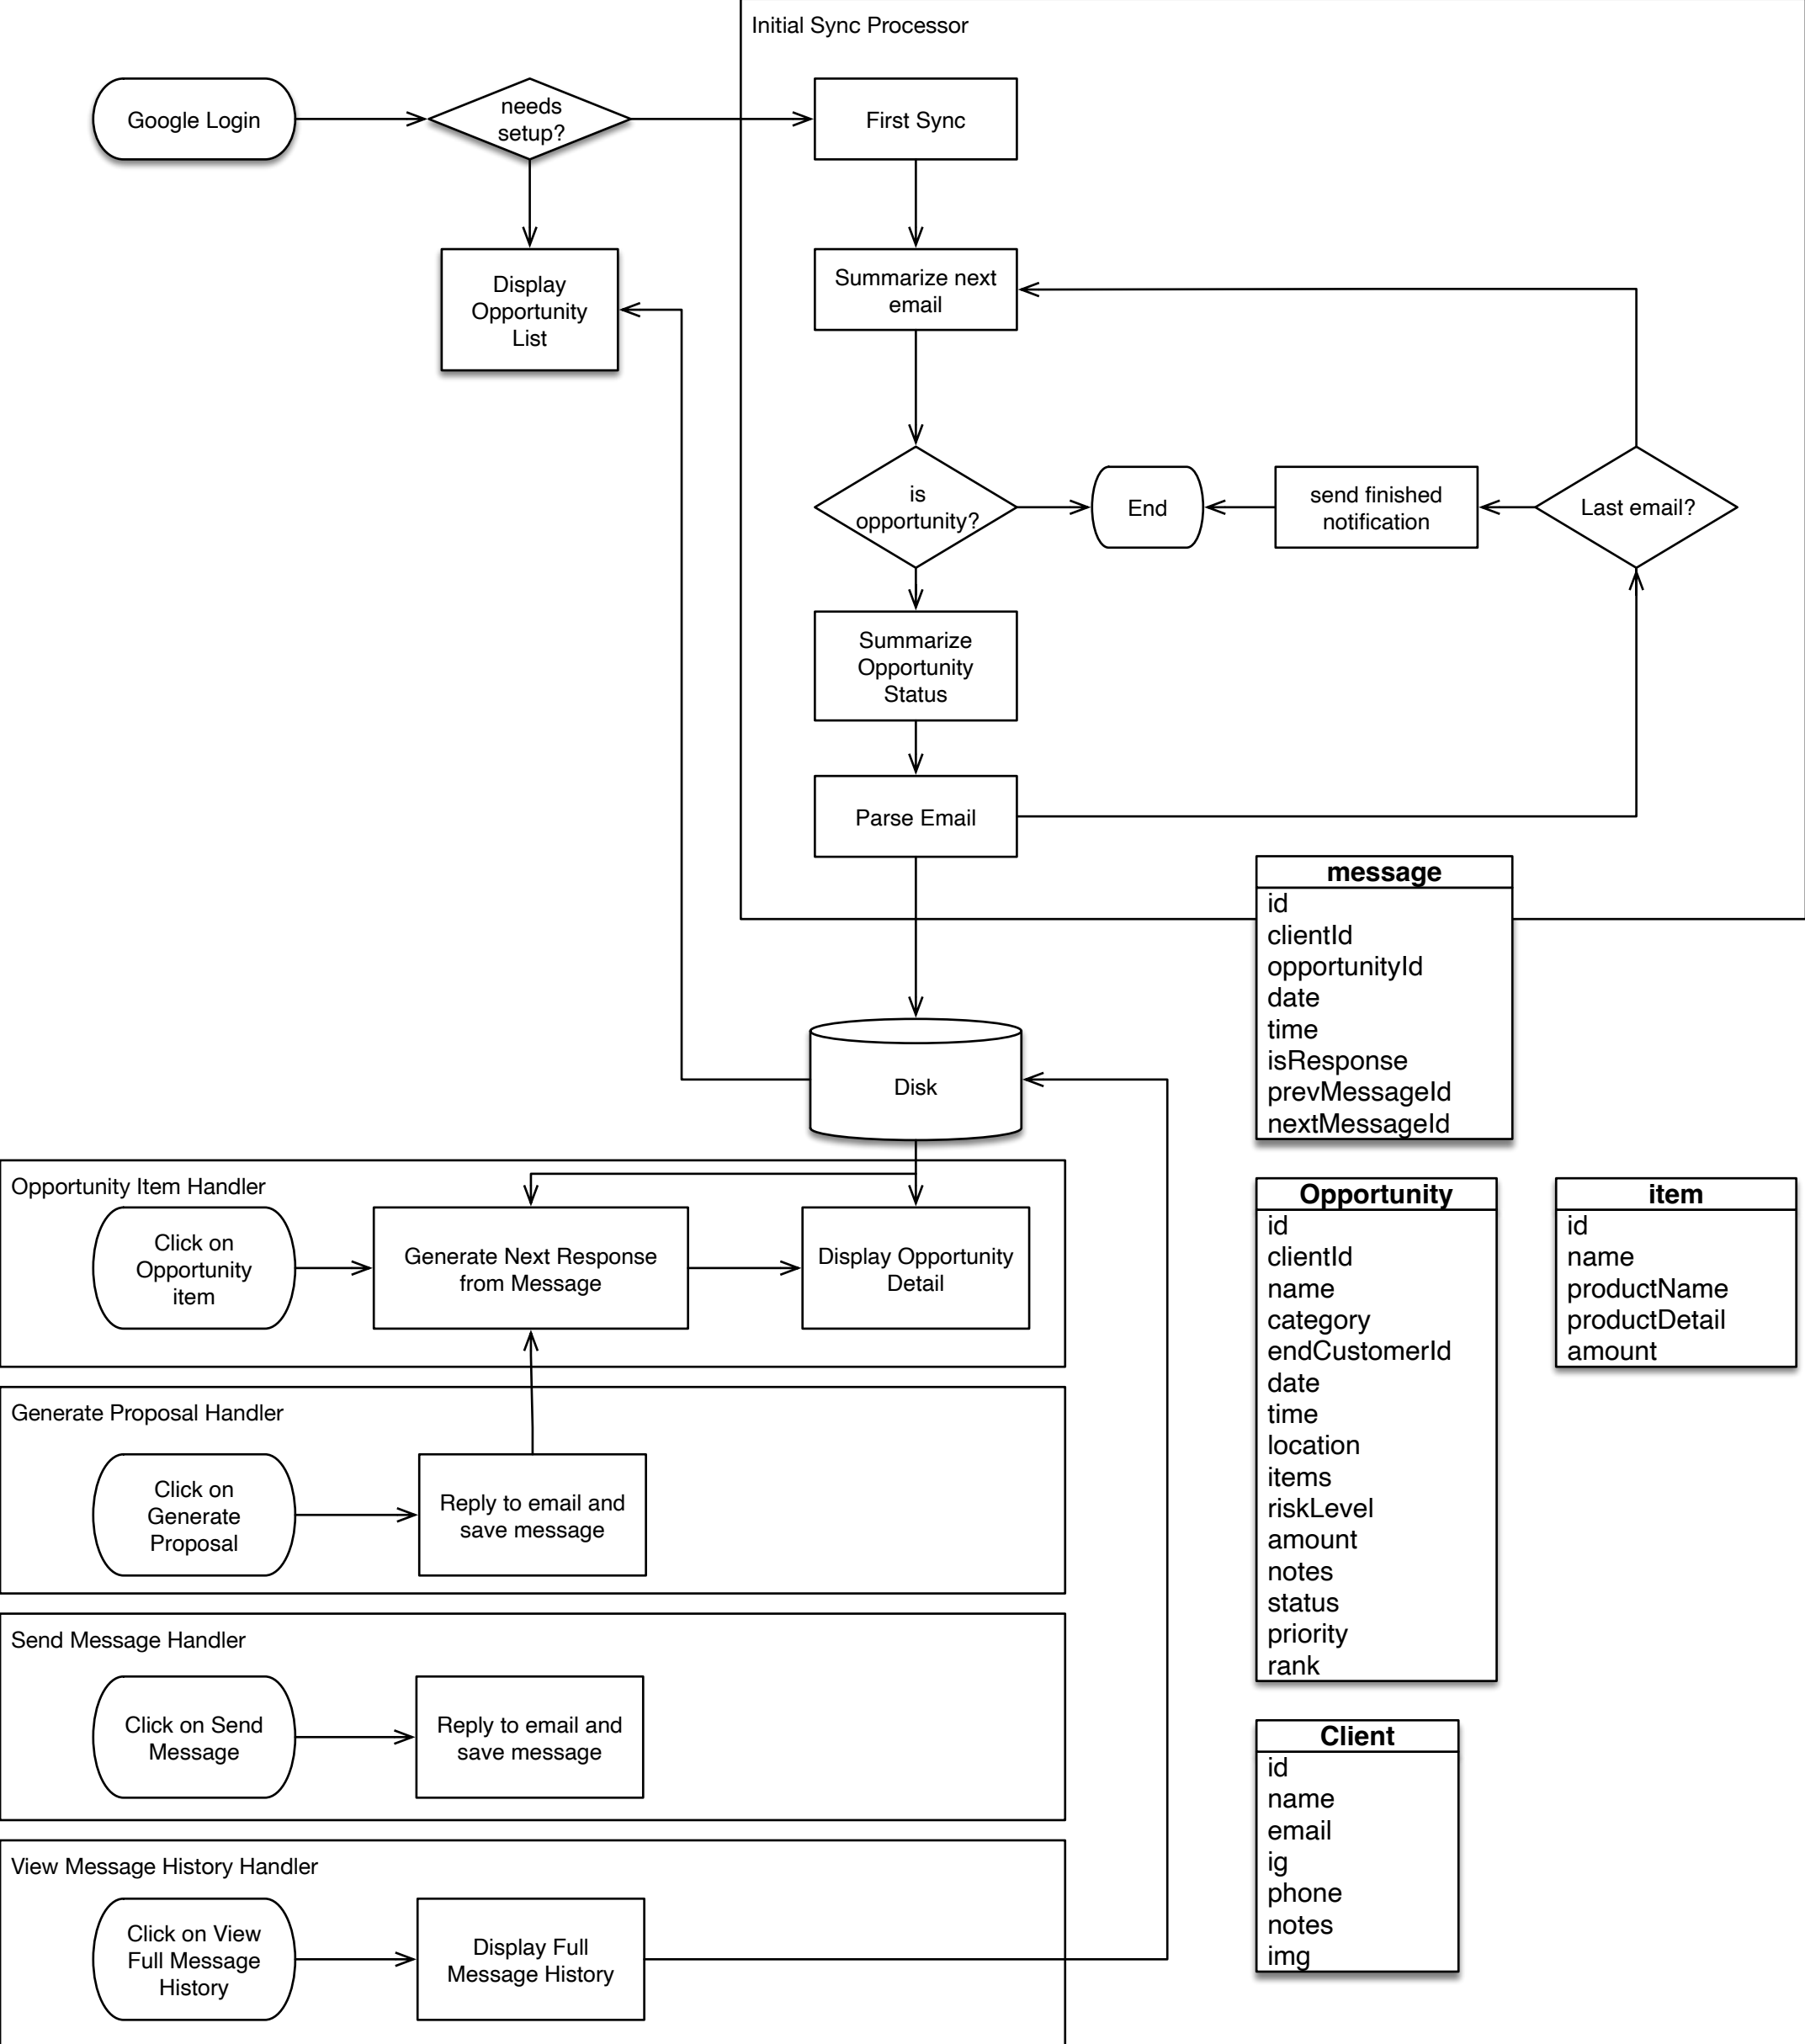 Initial Sync Processor
Google Login
needs
setup?
First Sync
Display
Opportunity
List
Summarize next
email
is
opportunity?
End
send finished
notification
Last email?
Summarize
Opportunity
Status
Parse Email
message
id
clientId
opportunityId
date
time
isResponse
prevMessageId
nextMessageId
Disk
Opportunity Item Handler
Click on
Opportunity
item
Generate Next Response
from Message
Display Opportunity
Detail
Opportunity
id
clientId
name
category
endCustomerId
date
time
location
items
riskLevel
amount
notes
status
priority
rank
item
id
name
productName
productDetail
amount
Generate Proposal Handler
Click on
Generate
Proposal
Reply to email and
save message
Send Message Handler
Click on Send
Message
Reply to email and
save message
Client
id
name
email
ig
phone
notes
img
View Message History Handler
Click on View
Full Message
History
Display Full
Message History